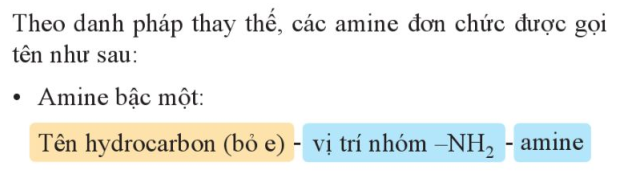 Theo danh pháp thay thế, các amine đơn chức được gọi
tên như sau:
• Amine bậc một:
Tên hydrocarbon (bỏ e) - vị trí nhóm –NH₂ - amine